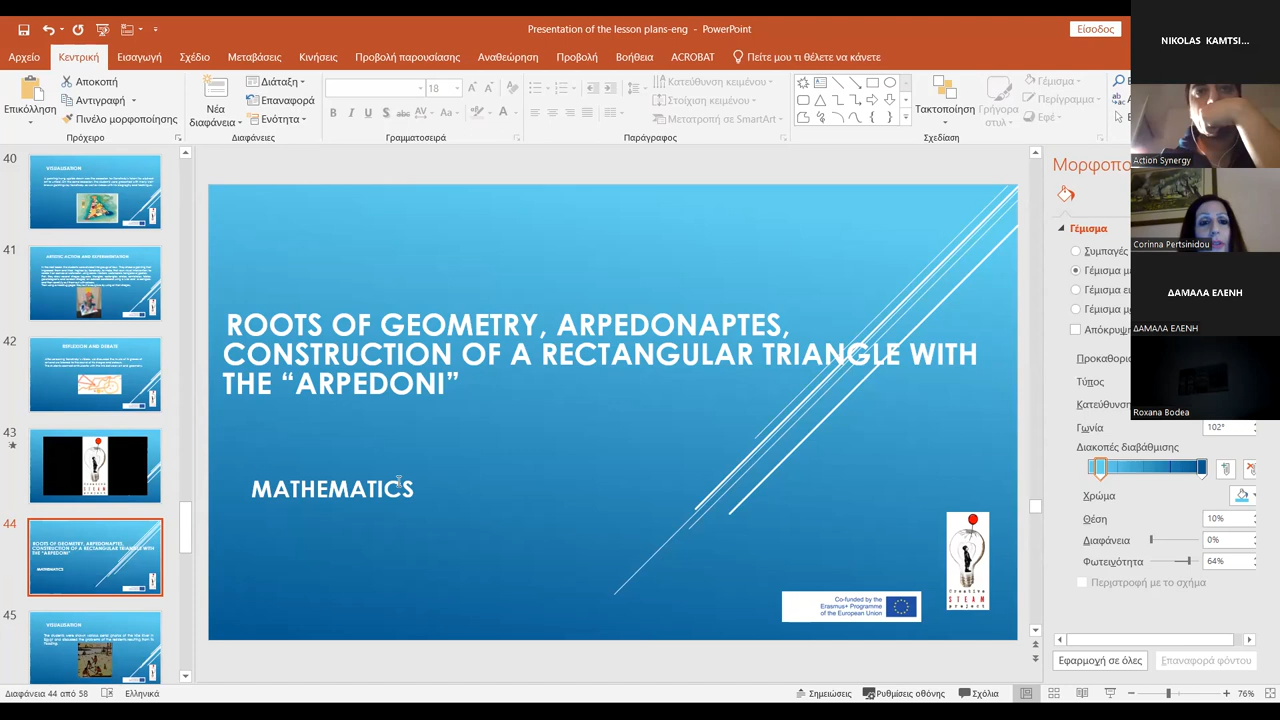 Presentation of the lesson plans-eng - PowerPoint
Είσοδος
Αρχείο Κεντρική Εισαγωγή Σχέδιο Μεταβάσεις Κινήσεις Προβολή παρουσίασης Αναθεώρηση Προβολή Βοήθεια ACROBAT Πείτε μου τι θέλετε να κάνετε
Επικόλληση
Αποκοπή
Αντιγραφή
Πινέλο μορφοποίησης
Πρόχειρο
Νέα
διαφάνεια
Διάταξη
Επαναφορά
Ενότητα
Διαφάνειες
18
Γραμματοσειρά
Κατεύθυνση κειμένου
Στοίχιση κειμένου
Μετατροπή σε SmartArt
Παράγραφος
Τακτοποίηση
Γρήγορα
στυλ
Γέμισμα
Περίγραμμα
Εφέ
Σχεδίαση
40
VISUALISATION
41
ARTISTIC ACTION AND EXPERIMENTATION
42
REFLECTION AND DEBATE
43
44
ROOTS OF GEOMETRY, ARPEDONAPTES,
CONSTRUCTION OF A RECTANGULAR TRIANGLE WITH
THE "ARPEDONI"
MATHEMATICS
45
VISUALISATION
ROOTS OF GEOMETRY, ARPEDONAPTES,
CONSTRUCTION OF A RECTANGULAR TRIANGLE WITH
THE “ARPEDONI”
MATHEMATICS
Co-funded by the
Erasmus+ Programme
of the European Union
Creative
STEAM
project
Μορφοπο
Γέμισμα
Συμπαγές
Γέμισμα με
Γέμισμα ει
Γέμισμα μ
Απόκρυψη
Προκαθορι
Τύπος
Κατεύθυνση
Γωνία 102°
Διακοπές διαβάθμισης
Χρώμα
Θέση 10%
Διαφάνεια 0%
Φωτεινότητα 64%
Περιστροφή με το σχήμα
Εφαρμογή σε όλες Επαναφορά φόντου
NIKOLAS KAMTSI...
Action Synergy
Corinna Pertsinidou
ΔΑΜΑΛΑ ΕΛΕΝΗ
ΔΑΜΑΛΑ ΕΛΕΝΗ
Roxana Bodea
Διαφάνεια 44 από 58 Ελληνικά Σημειώσεις Ρυθμίσεις οθόνης Σχόλια 76%